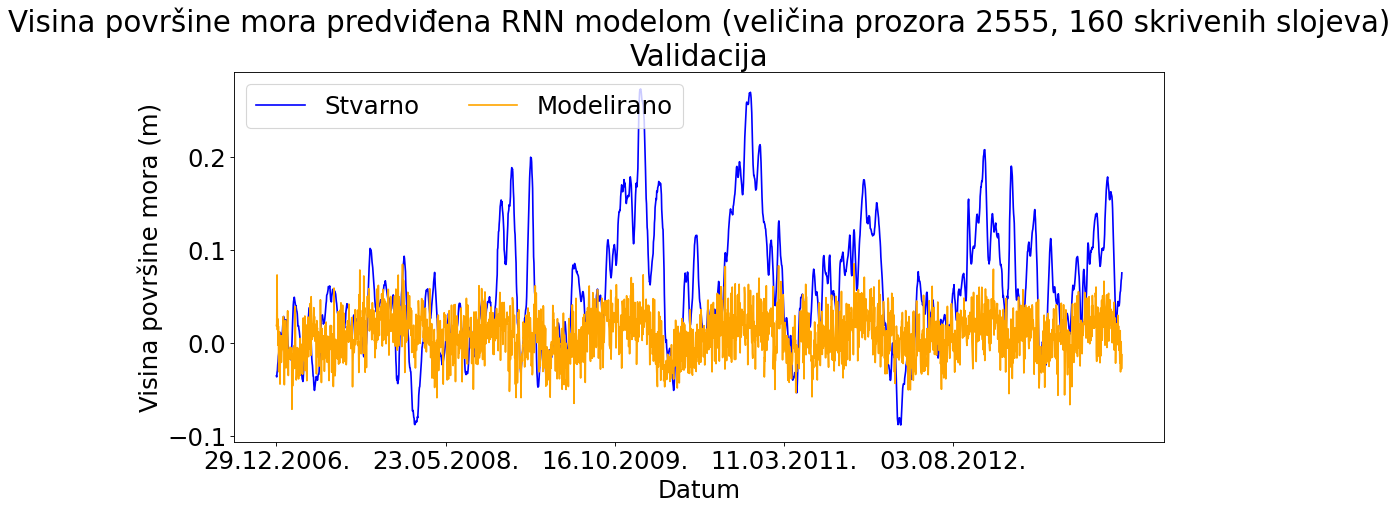 Visina površine mora predviđena RNN modelom (veličina prozora 2555, 160 skrivenih slojeva)
Validacija
Stvarno Modelirano
Visina površine mora (m)
0.2
0.1
0.0
−0.1
29.12.2006. 23.05.2008. 16.10.2009. 11.03.2011. 03.08.2012.
Datum